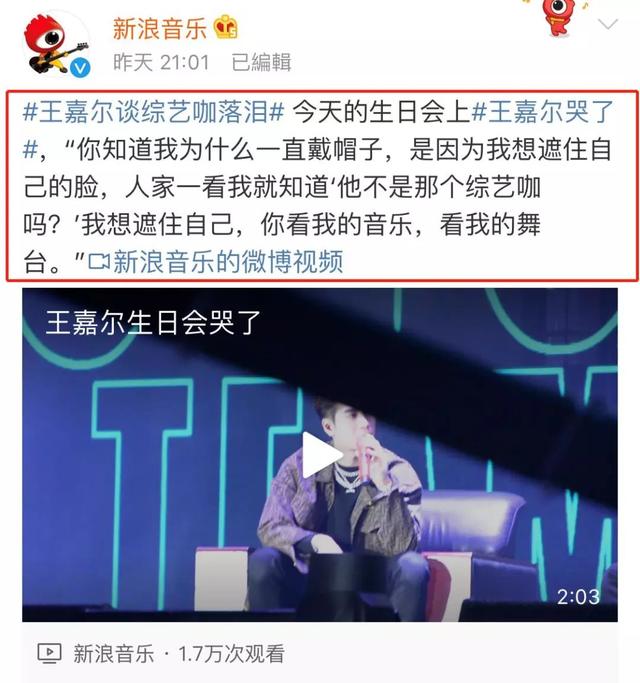 新浪音乐
昨天 21:01 已編輯
#王嘉尔谈综艺咖落泪# 今天的生日会上#王嘉尔哭了
#，“你知道我为什么一直戴帽子，是因为我想遮住自
己的脸，人家一看我就知道‘他不是那个综艺咖
吗？’我想遮住自己，你看我的音乐，看我的舞
台。”新浪音乐的微博视频
王嘉尔生日会哭了
2:03
新浪音乐 · 1.7万次观看